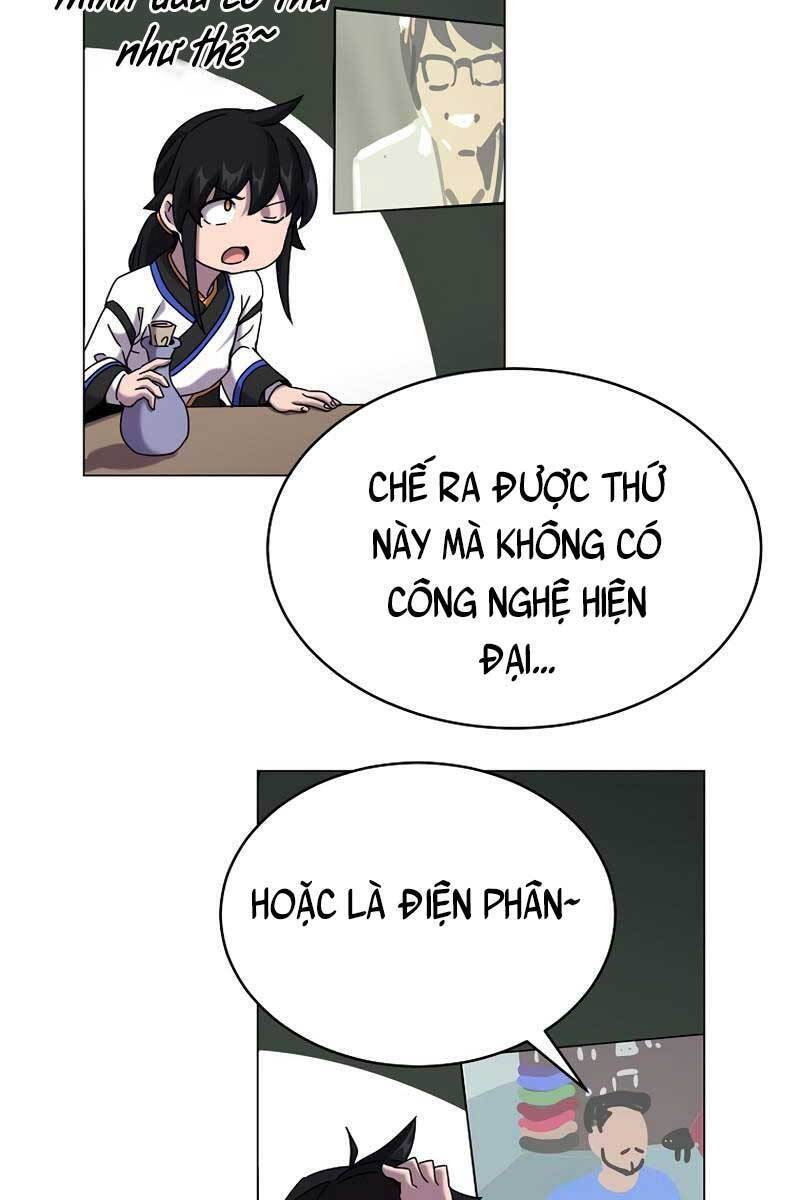 như thế~
CHẾ RA ĐƯỢC THỨ
NÀY MÀ KHÔNG CÓ
CÔNG NGHỆ HIỆN
ĐẠI...
HOẶC LÀ ĐIỆN PHÂN~